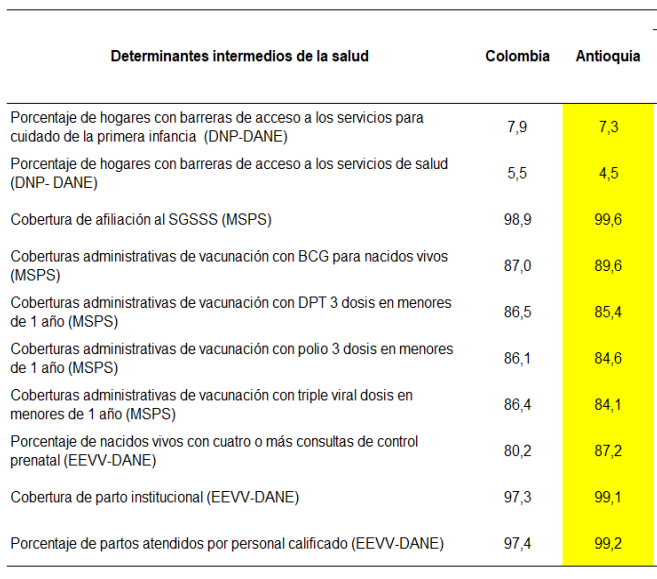 Determinantes intermedios de la salud Colombia Antioquia
Porcentaje de hogares con barreras de acceso a los servicios para
cuidado de la primera infancia (DNP-DANE) 7,9 7,3
Porcentaje de hogares con barreras de acceso a los servicios de salud
(DNP- DANE) 5,5 4,5
Cobertura de afiliación al SGSSS (MSPS) 98,9 99,6
Coberturas administrativas de vacunación con BCG para nacidos vivos
(MSPS) 87,0 89,6
Coberturas administrativas de vacunación con DPT 3 dosis en menores
de 1 año (MSPS) 86,5 85,4
Coberturas administrativas de vacunación con polio 3 dosis en menores
de 1 año (MSPS) 86,1 84,6
Coberturas administrativas de vacunación con triple viral dosis en
menores de 1 año (MSPS) 86,4 84,1
Porcentaje de nacidos vivos con cuatro o más consultas de control
prenatal (EEVV-DANE) 80,2 87,2
Cobertura de parto institucional (EEVV-DANE) 97,3 99,1
Porcentaje de partos atendidos por personal calificado (EEVV-DANE) 97,4 99,2